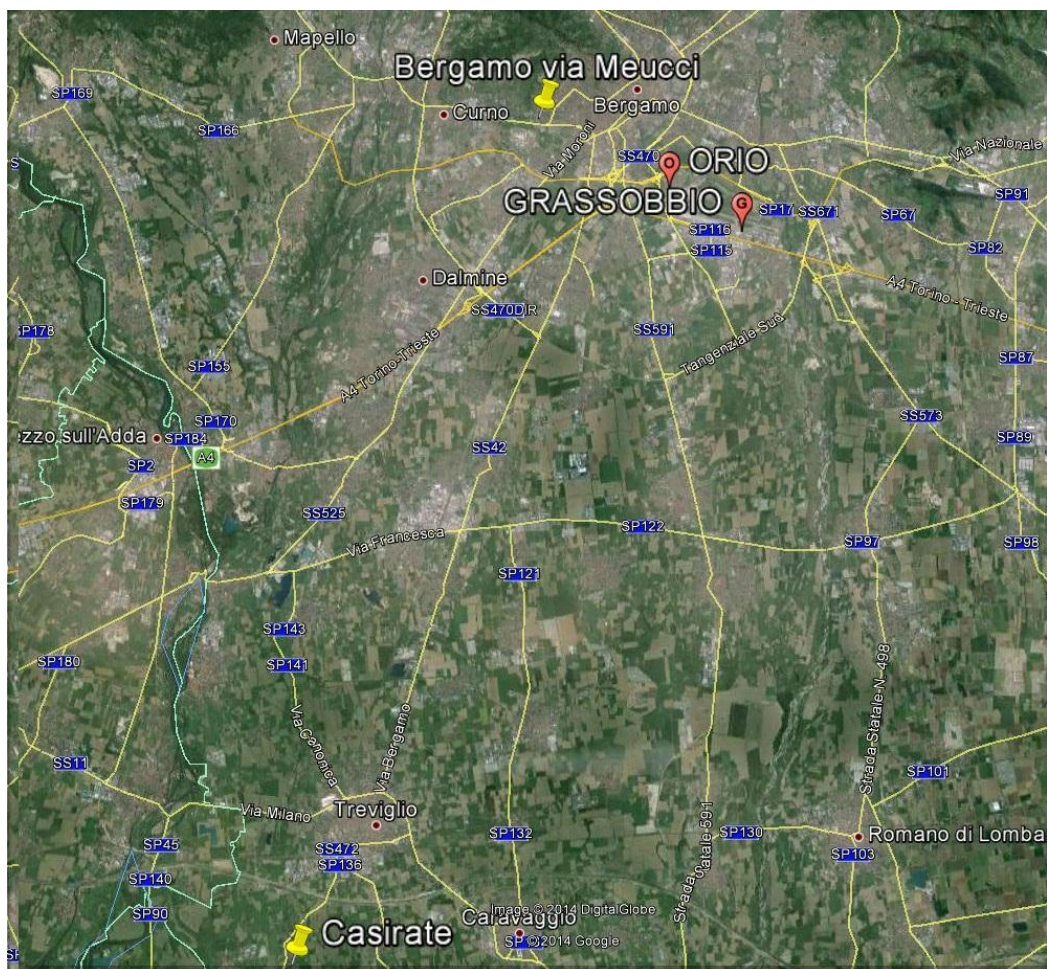 Mapello
Bergamo via Meucci
SP169
Curno
Bergamo
SP166
Via Moroni
SS470
O
ORIO
Via Nazionale
GRASSOBBIO
G
SP17
SS671
SP67
SP91
SP116
SP115
SP82
Dalmine
A4 Torino - Trieste
SS470DIR
SP178
SS591
Tangenziale Sud
SP155
A4 Torino-Trieste
SP87
SP170
SS573
ezzo sull'Adda
SP184
A4
SS42
SP89
SP2
SP179
SS525
Via Francesca
SP122
SP97
SP98
SP121
SP143
SP180
SP141
Strada Statale N 498
Via Canonica
Via Bergamo
SS11
SP101
Via Milano
Treviglio
SP45
SP132
Strada Statale 591
SP130
Romano di Lomba
SS472
SP136
SP103
SP140
SP90
Casirate
Caravaggio
Image © 2014 DigitalGlobe
© 2014 Google